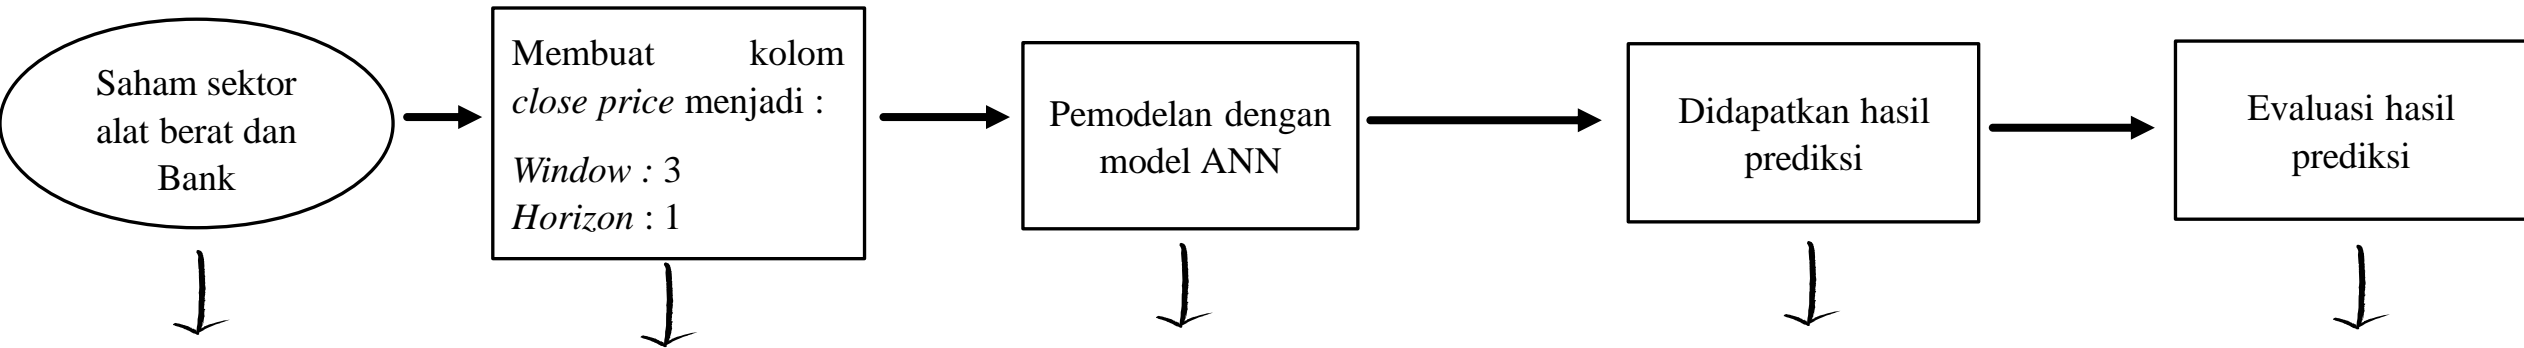 Saham sektor
alat berat dan
Bank
Membuat kolom
close price menjadi :
Window : 3
Horizon : 1
Pemodelan dengan
model ANN
Didapatkan hasil
prediksi
Evaluasi hasil
prediksi